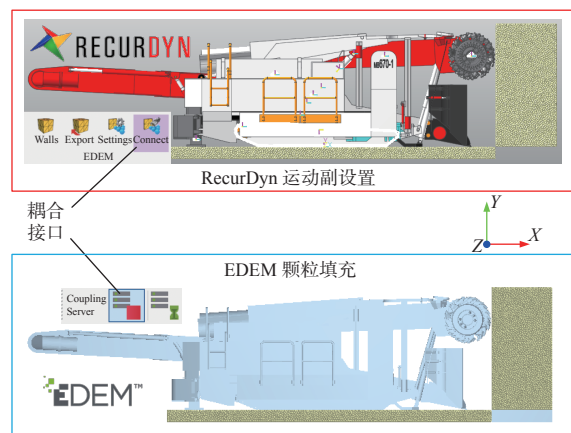 RECURDYN
MB670-1
Walls Export Settings Connect
EDEM
RecurDyn 运动副设置
耦合
接口
Y
Z X
EDEM 颗粒填充
Coupling
Server
EDEM™